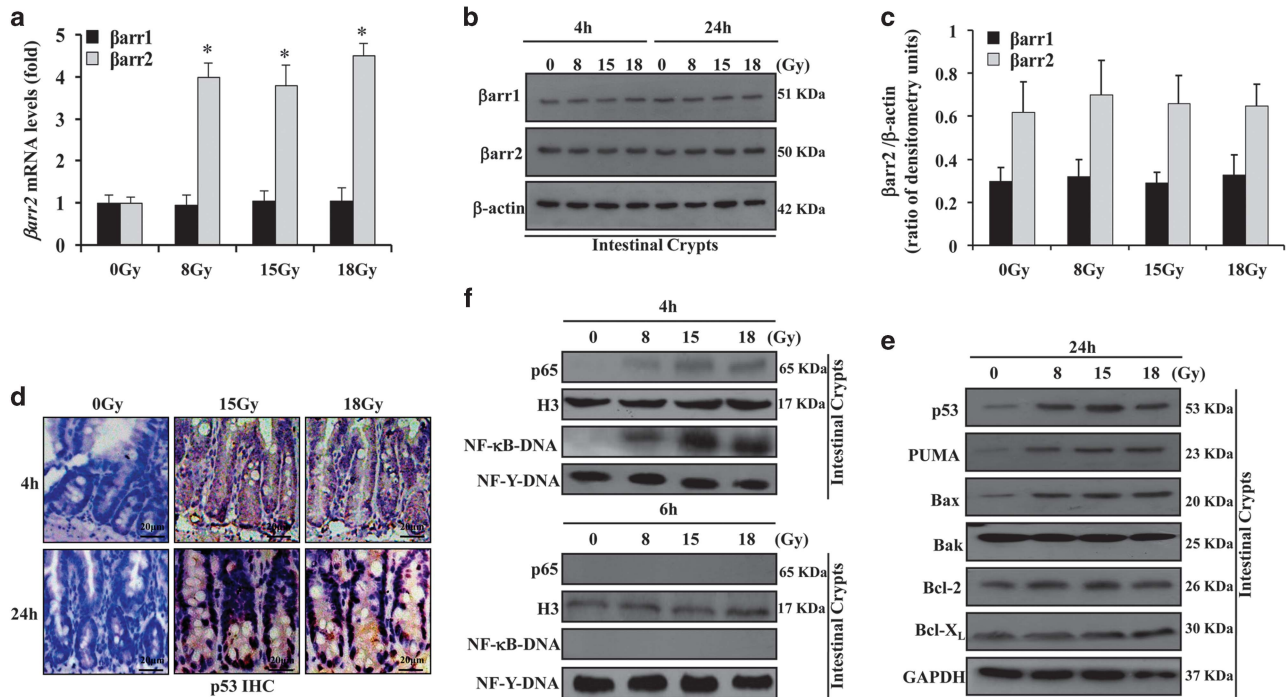 a
βarr1
βarr2
βarr2 mRNA levels (fold)
5
4
3
2
1
0
* * *
0Gy 8Gy 15Gy 18Gy
b
4h 24h
0 8 15 18 0 8 15 18 (Gy)
βarr1 51 KDa
βarr2 50 KDa
β-actin 42 KDa
Intestinal Crypts
c
βarr1
βarr2
βarr2 /β-actin
(ratio of densitometry units)
1
0.8
0.6
0.4
0.2
0
0Gy 8Gy 15Gy 18Gy
d
0Gy 15Gy 18Gy
4h
20µm 20µm 20µm
24h
20µm 20µm 20µm
p53 IHC
f
4h
0 8 15 18 (Gy)
p65 65 KDa
H3 17 KDa
NF-κB-DNA
NF-Y-DNA
Intestinal Crypts
6h
0 8 15 18 (Gy)
p65 65 KDa
H3 17 KDa
NF-κB-DNA
NF-Y-DNA
Intestinal Crypts
e
24h
0 8 15 18 (Gy)
p53 53 KDa
PUMA 23 KDa
Bax 20 KDa
Bak 25 KDa
Bcl-2 26 KDa
Bcl-XL 30 KDa
GAPDH 37 KDa
Intestinal Crypts